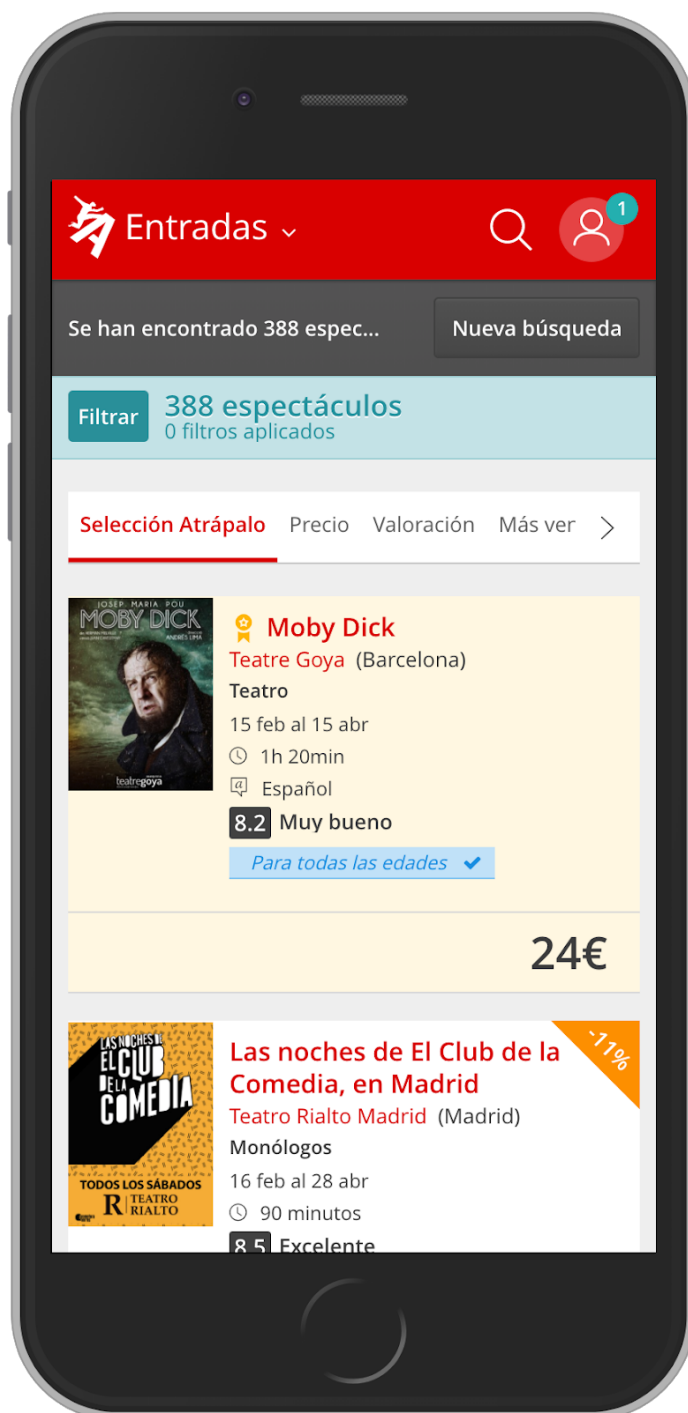 Entradas
1
Se han encontrado 388 espec...
Nueva búsqueda
Filtrar
388 espectáculos
0 filtros aplicados
Selección Atrápalo
Precio
Valoración
Más ver
JOSEP MARIA POU
MOBY DICK
ANDRÉS LIMA
teatregoya
Moby Dick
Teatre Goya (Barcelona)
Teatro
15 feb al 15 abr
1h 20min
Español
8.2 Muy bueno
Para todas las edades
24€
LAS NOCHES DE
EL CLUB
DE LA
COMEDIA
TODOS LOS SÁBADOS
R TEATRO
RIALTO
-11%
Las noches de El Club de la
Comedia, en Madrid
Teatro Rialto Madrid (Madrid)
Monólogos
16 feb al 28 abr
90 minutos
8.5 Excelente